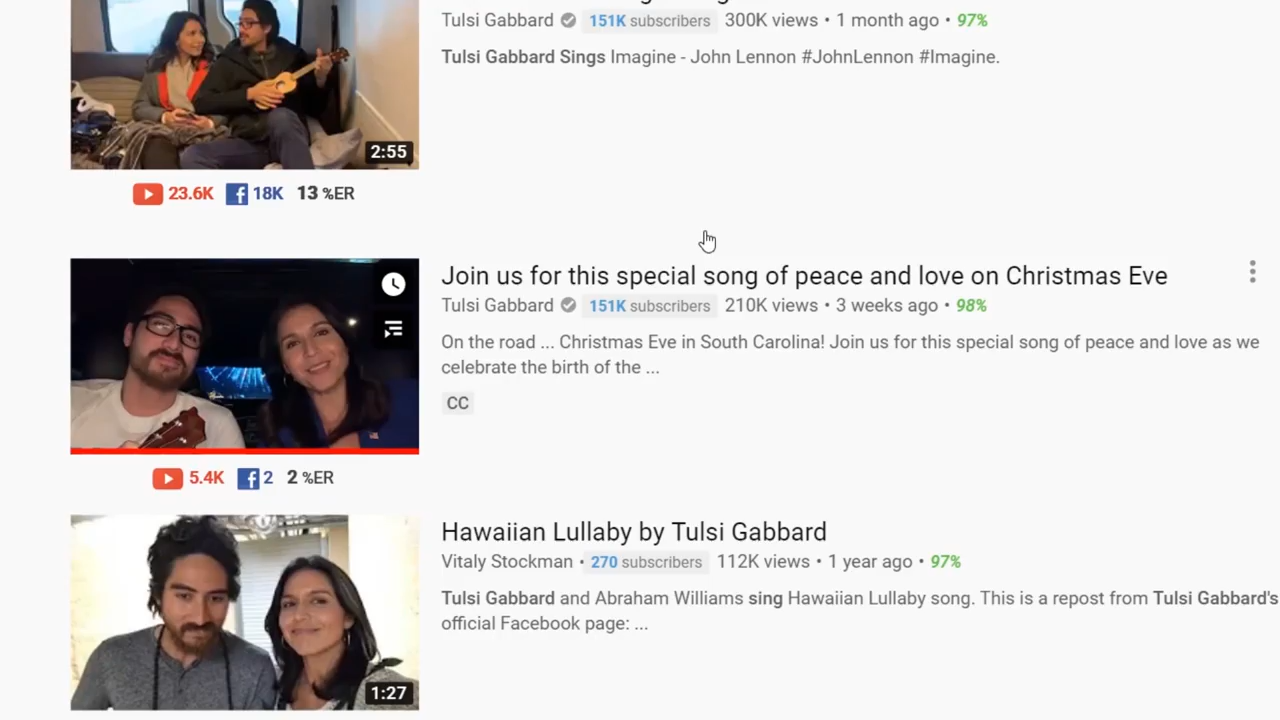 Tulsi Gabbard 151K subscribers 300K views • 1 month ago • 97%
Tulsi Gabbard Sings Imagine - John Lennon #JohnLennon #Imagine.
2:55
23.6K 18K 13 %ER
Join us for this special song of peace and love on Christmas Eve
Tulsi Gabbard 151K subscribers 210K views • 3 weeks ago • 98%
On the road ... Christmas Eve in South Carolina! Join us for this special song of peace and love as we
celebrate the birth of the ...
CC
5.4K 2 2 %ER
Hawaiian Lullaby by Tulsi Gabbard
Vitaly Stockman • 270 subscribers 112K views • 1 year ago • 97%
Tulsi Gabbard and Abraham Williams sing Hawaiian Lullaby song. This is a repost from Tulsi Gabbard's
official Facebook page: ...
1:27